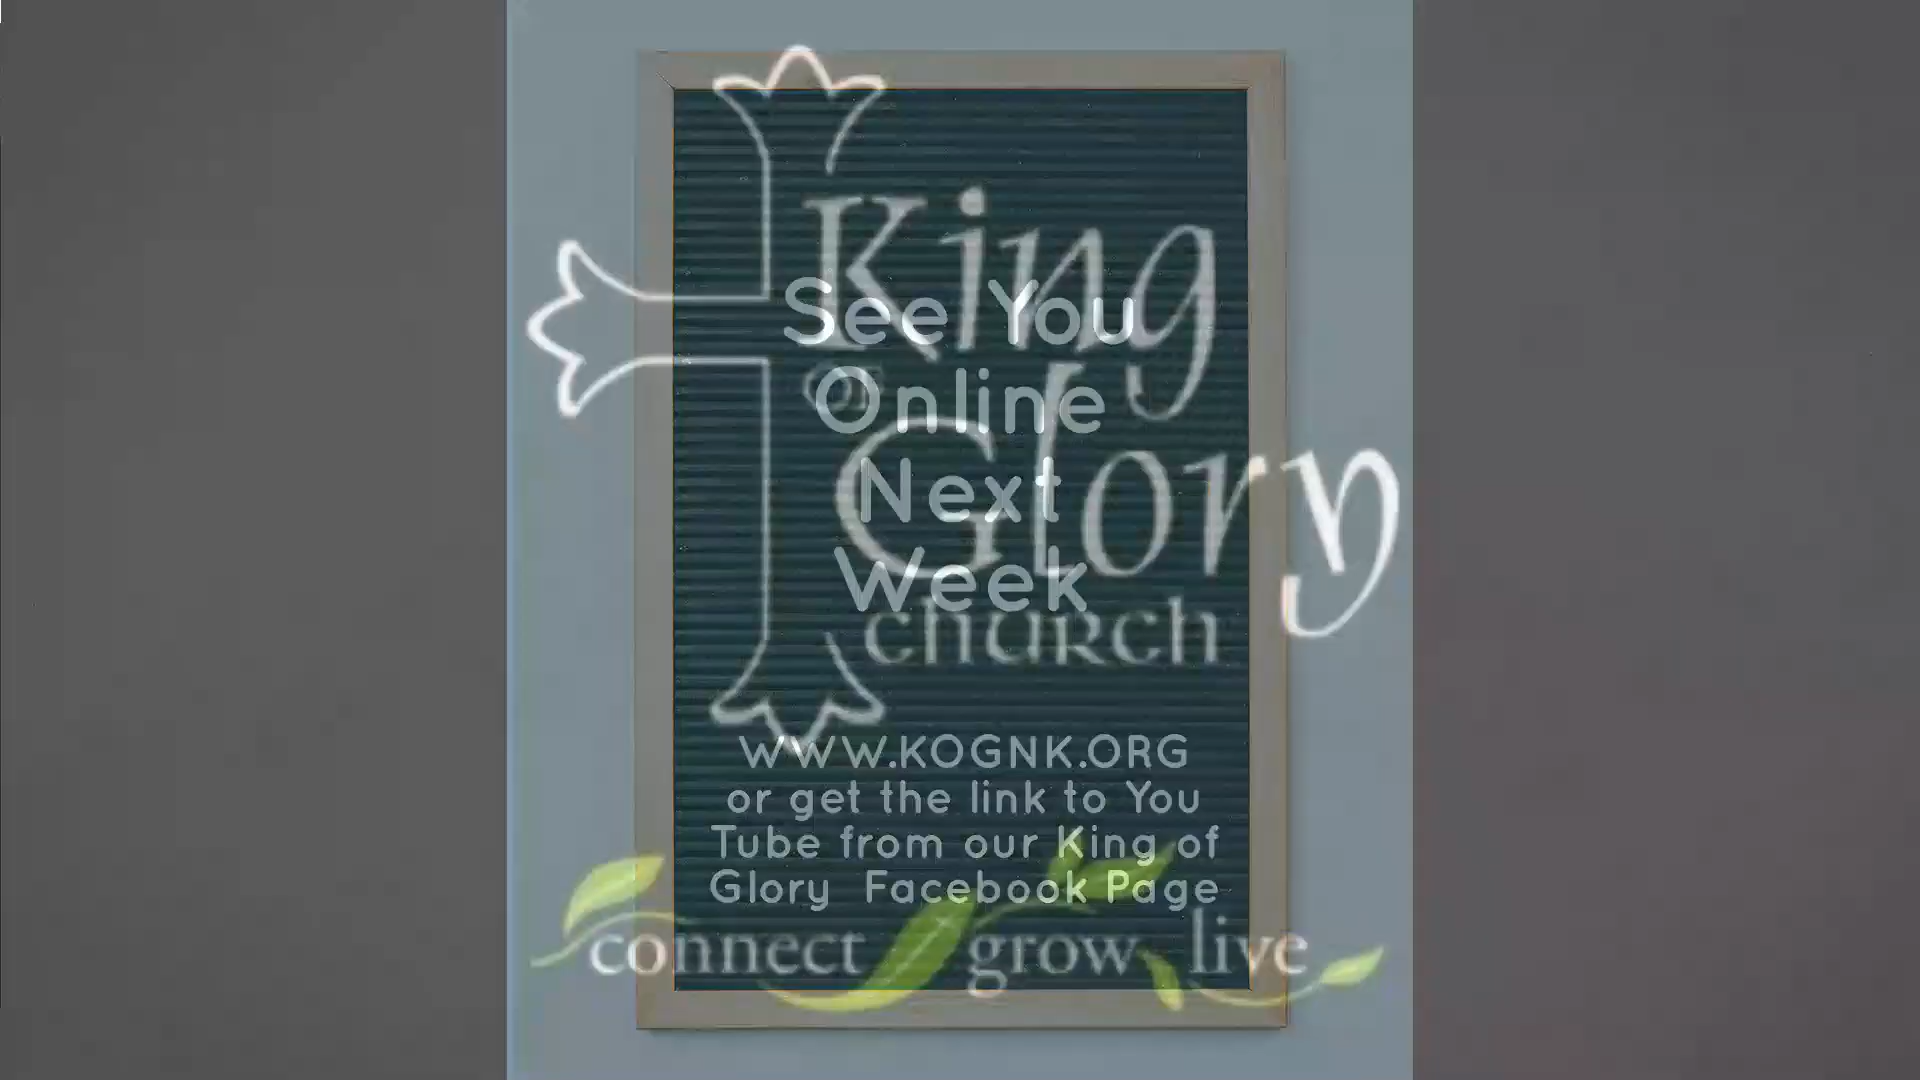 King
of
Glory
church
See You
Online
Next
Week
WWW.KOGNK.ORG
or get the link to You
Tube from our King of
Glory Facebook Page
connect grow live